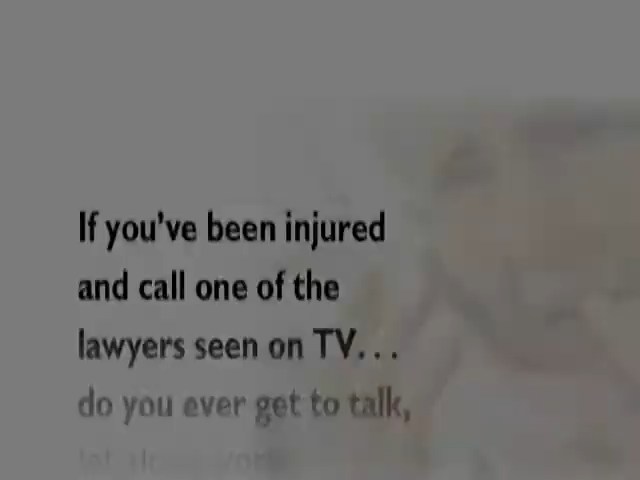 If you've been injured
and call one of the
lawyers seen on TV...
do you ever get to talk,